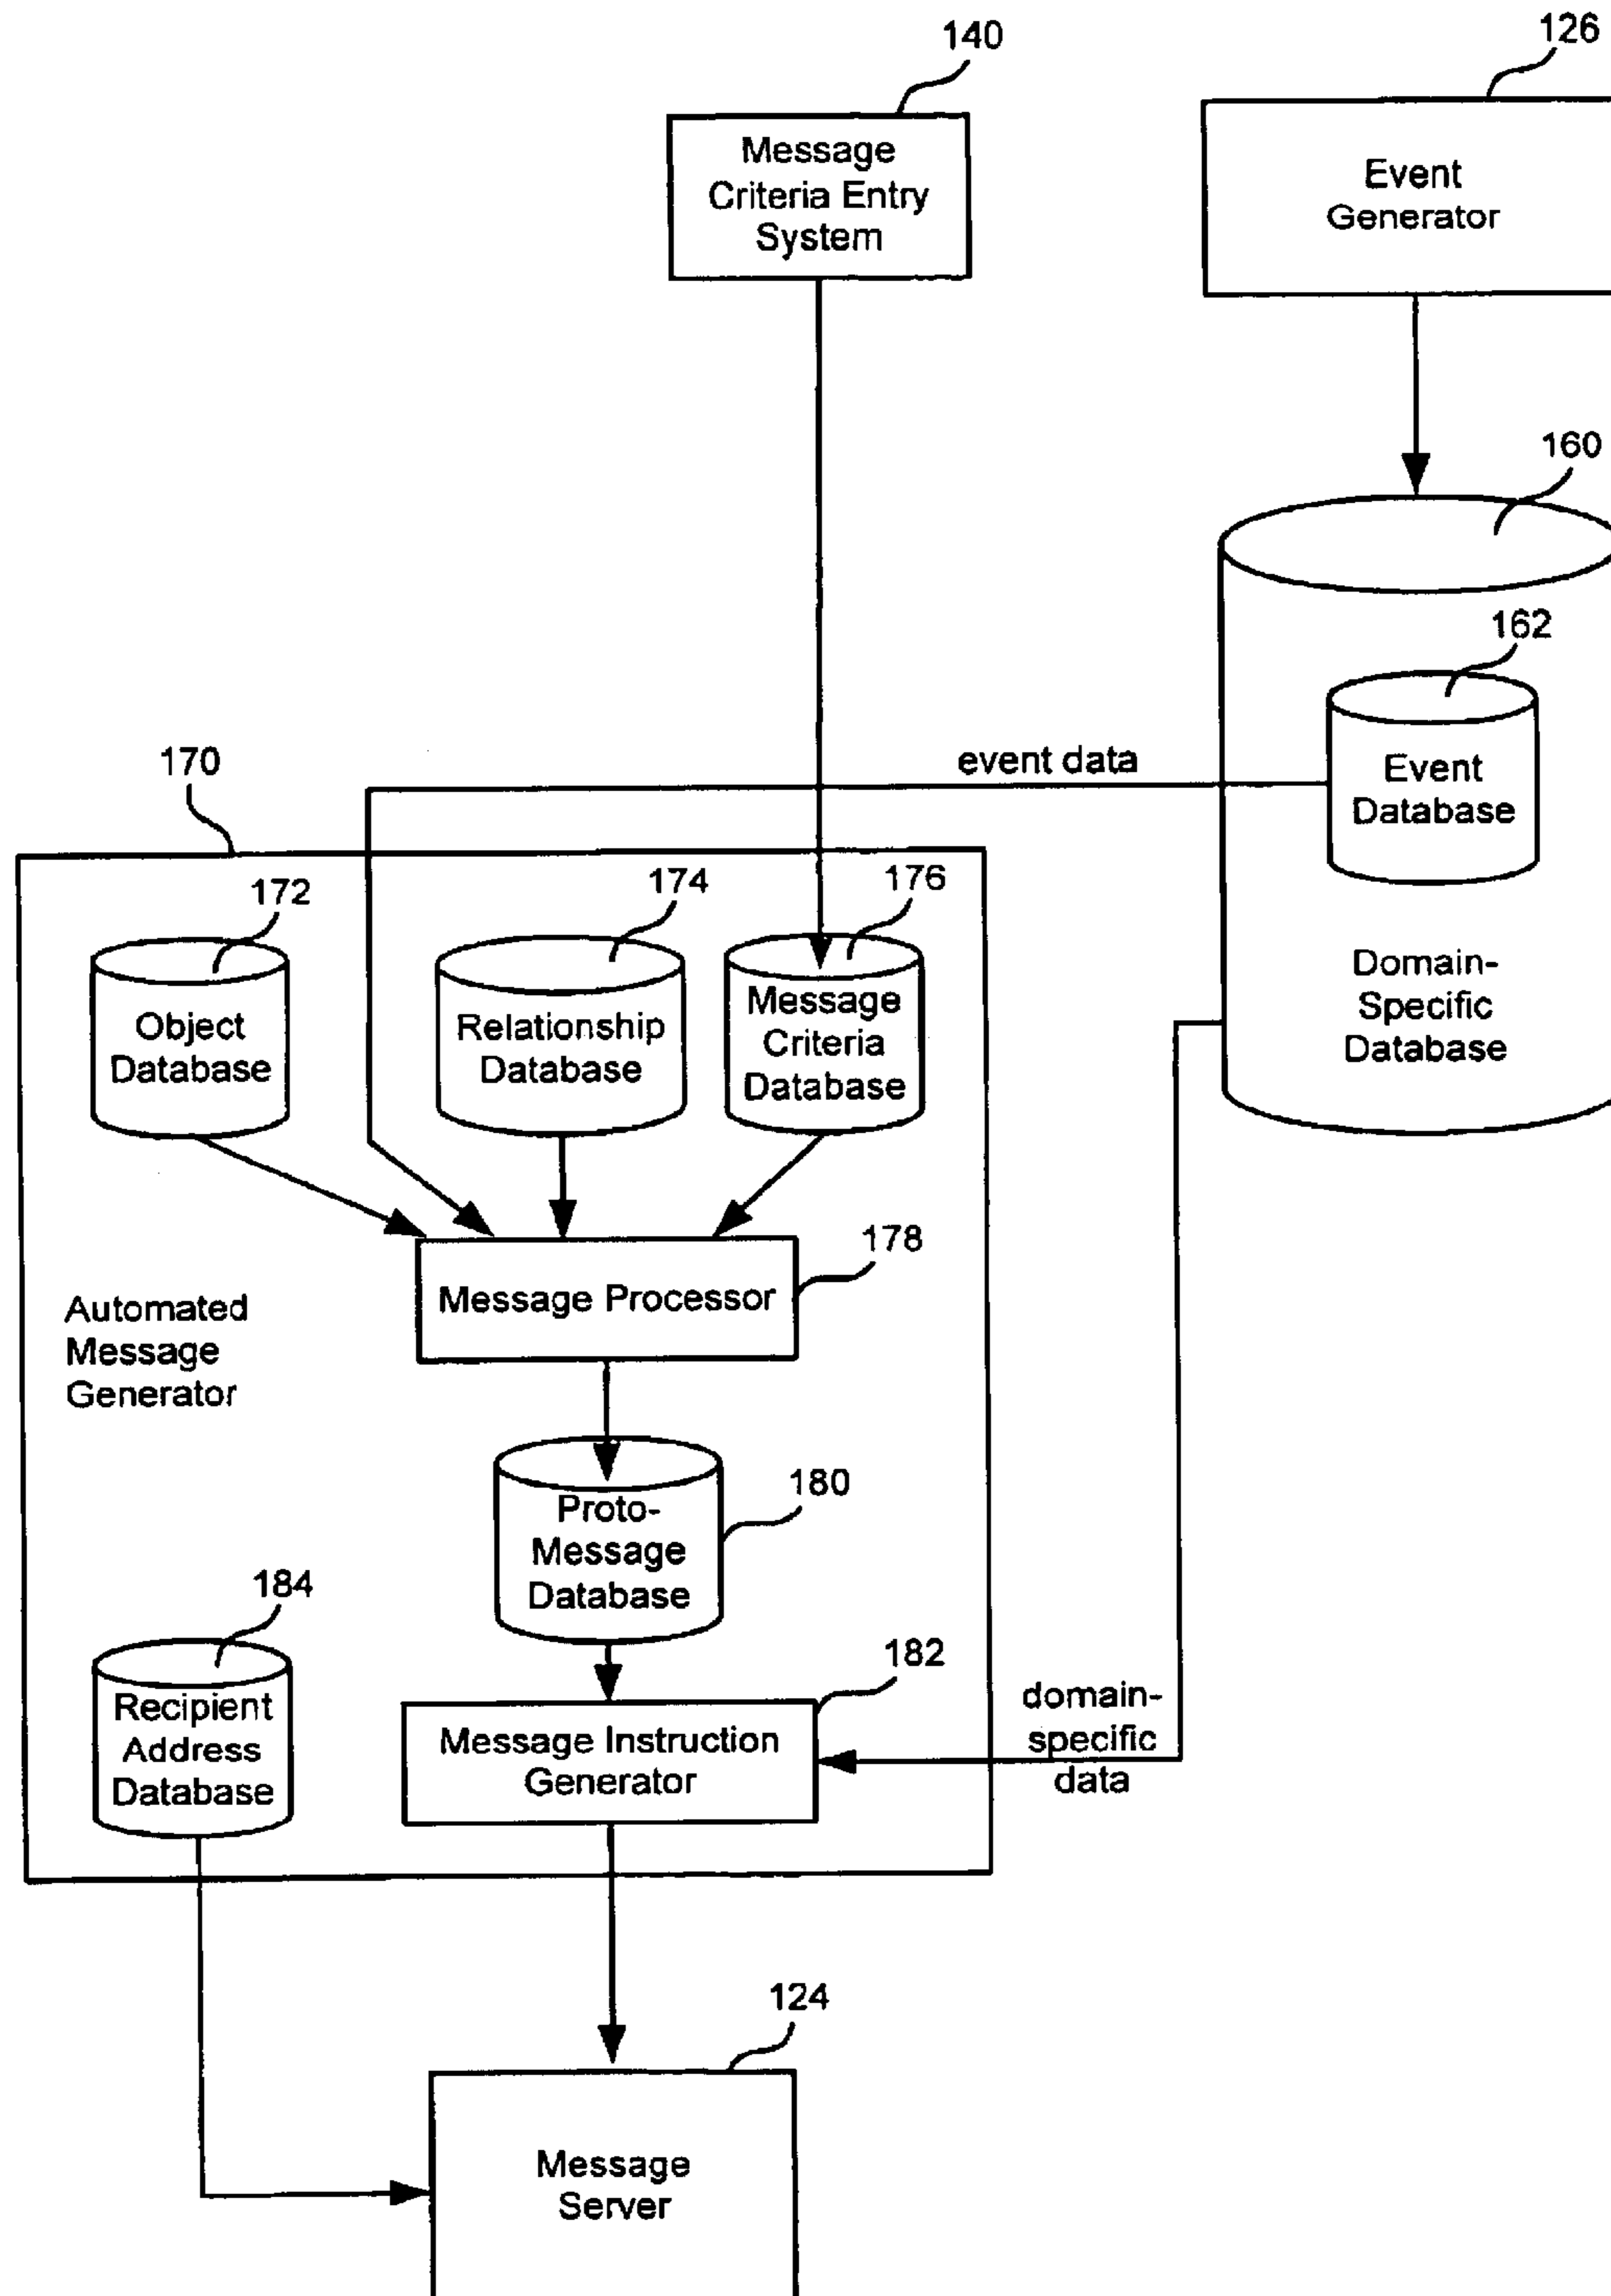 140
126
Message
Criteria Entry
System
Event
Generator
160
162
event data
Event
Database
170
172
174
176
Object
Database
Relationship
Database
Message
Criteria
Database
Domain-
Specific
Database
178
Message Processor
Automated
Message
Generator
180
Proto-
Message
Database
184
182
Recipient
Address
Database
Message Instruction
Generator
domain-
specific
data
124
Message
Server